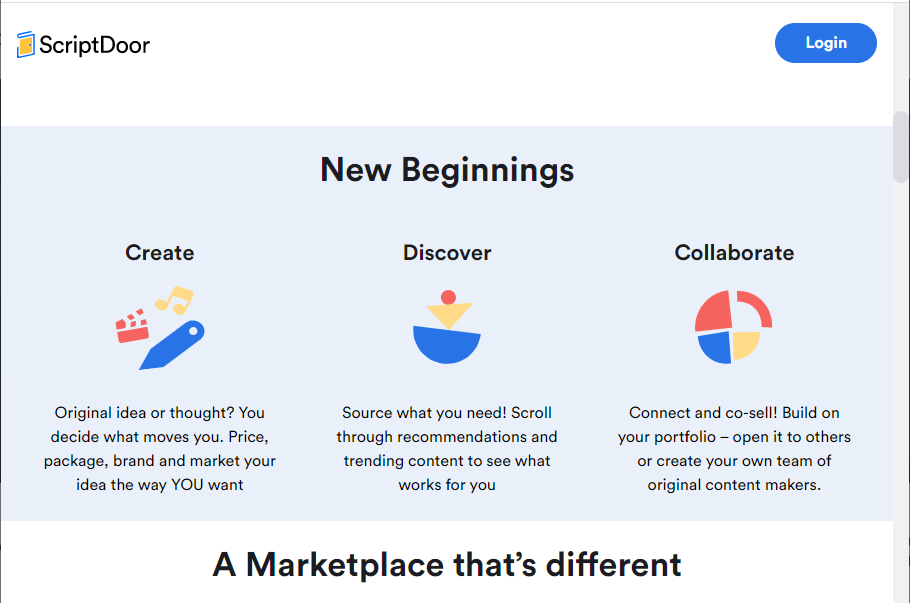 ScriptDoor
Login
New Beginnings
Create
Original idea or thought? You
decide what moves you. Price,
package, brand and market your
idea the way YOU want
Discover
Source what you need! Scroll
through recommendations and
trending content to see what
works for you
Collaborate
Connect and co-sell! Build on
your portfolio – open it to others
or create your own team of
original content makers.
A Marketplace that’s different